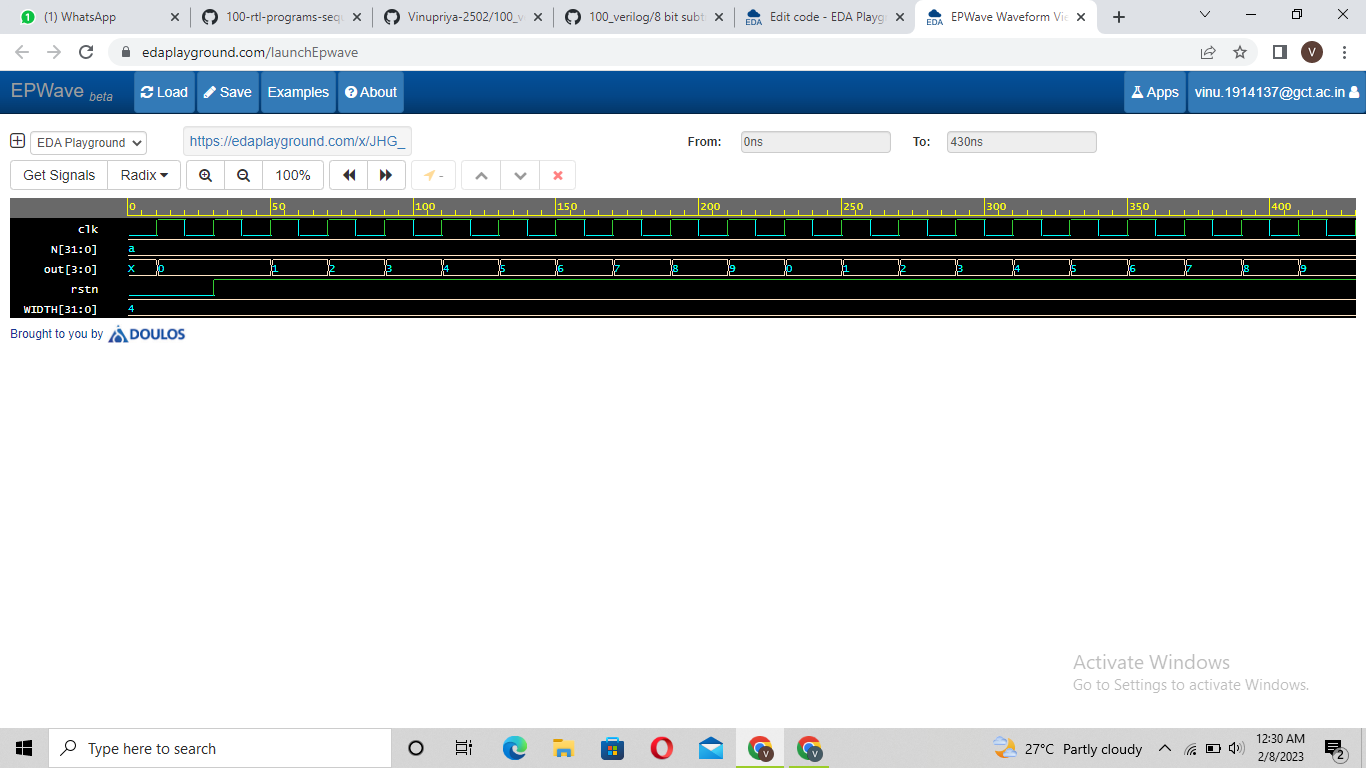 (1) WhatsApp 100-rtl-programs-seq Vinupriya-2502/100_v 100_verilog/8 bit subt EDA Edit code - EDA Playgr EDA EPWave Waveform Vie
edaplayground.com/launchEpwave V
EPWave beta Load Save Examples About Apps vinu.1914137@gct.ac.in
EDA Playground https://edaplayground.com/x/JHG_ From: 0ns To: 430ns
Get Signals Radix 100% -
0 50 100 150 200 250 300 350 400
clk
N[31:0] a
out[3:0] X 0 1 2 3 4 5 6 7 8 9 0 1 2 3 4 5 6 7 8 9
rstn
WIDTH[31:0] 4
Brought to you by DOULOS
Activate Windows
Go to Settings to activate Windows.
Type here to search V V 27°C Partly cloudy 12:30 AM
2/8/2023 2